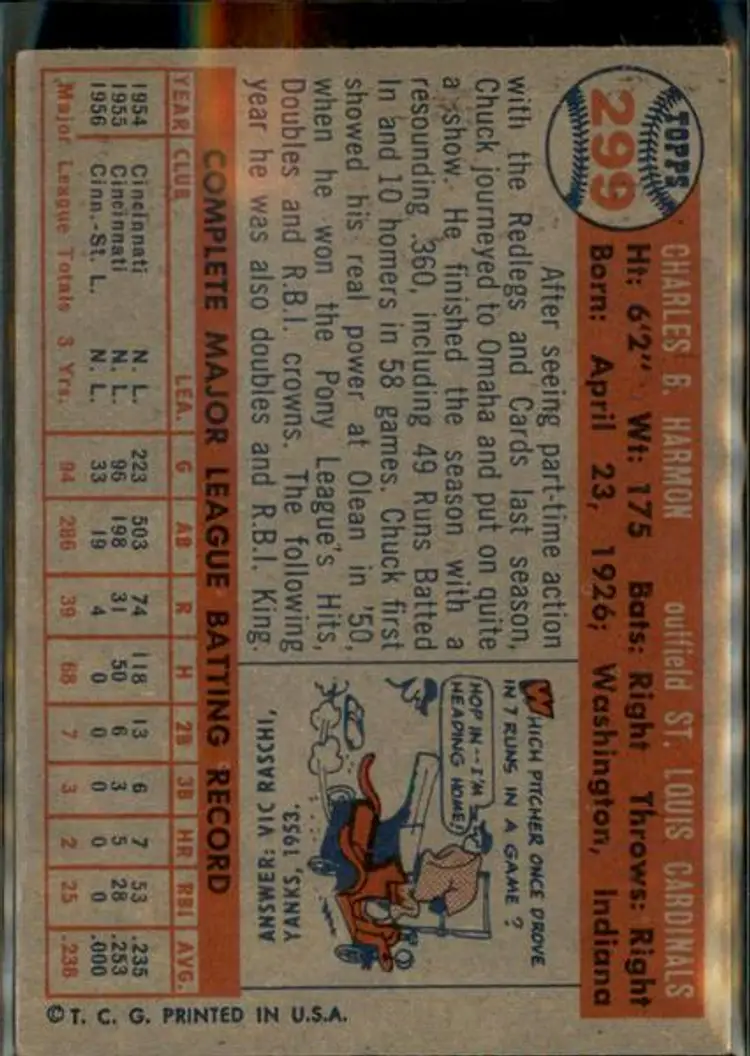 TOPPS
299
CHARLES B. HARMON outfield ST. LOUIS CARDINALS
Ht: 6'2" Wt: 175 Bats: Right Throws: Right
Born: April 23, 1926; Washington, Indiana
After seeing part-time action
with the Redlegs and Cards last season,
Chuck journeyed to Omaha and put on quite
a show. He finished the season with a
resounding .360, including 49 Runs Batted
In and 10 homers in 58 games. Chuck first
showed his real power at Olean in '50,
when he won the Pony League's Hits,
Doubles and R.B.I. crowns. The following
year he was also doubles and R.B.I. King.
WHICH PITCHER ONCE DROVE
IN 7 RUNS IN A GAME?
HOP IN--I'M
HEADING HOME!
ANSWER: VIC RASCHI,
YANKS, 1953.
COMPLETE MAJOR LEAGUE BATTING RECORD
YEAR CLUB LEA. G AB R H 2B 3B HR RBI AVG.
1954 Cincinnati N. L. 223 503 74 118 13 6 7 53 .235
1955 Cincinnati N. L. 96 198 31 50 6 3 5 28 .253
1956 Cinn.-St. L. N. L. 33 19 4 0 0 0 0 0 .000
Major League Totals 3 Yrs. 94 286 39 68 7 3 2 25 .238
© T. C. G. PRINTED IN U.S.A.